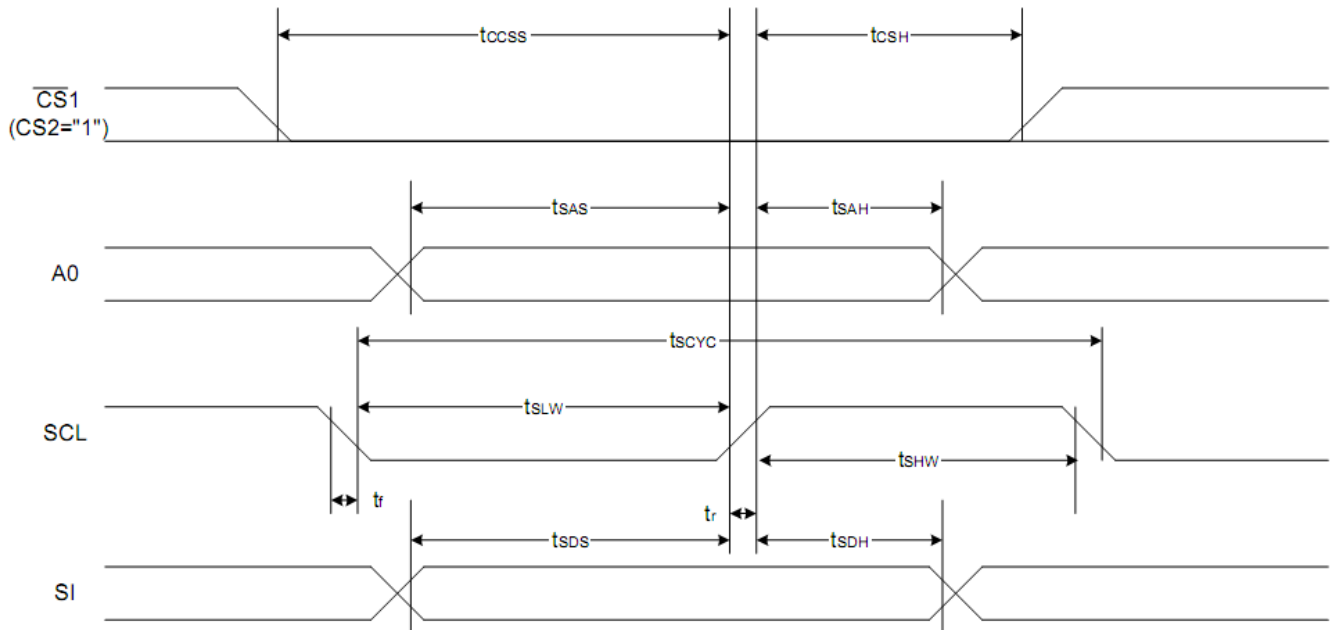 tCCSS
tCSH
CS1
(CS2="1")
tSAS
tSAH
A0
tSCYC
tSLW
SCL
tSHW
tf
tr
tSDS
tSDH
SI